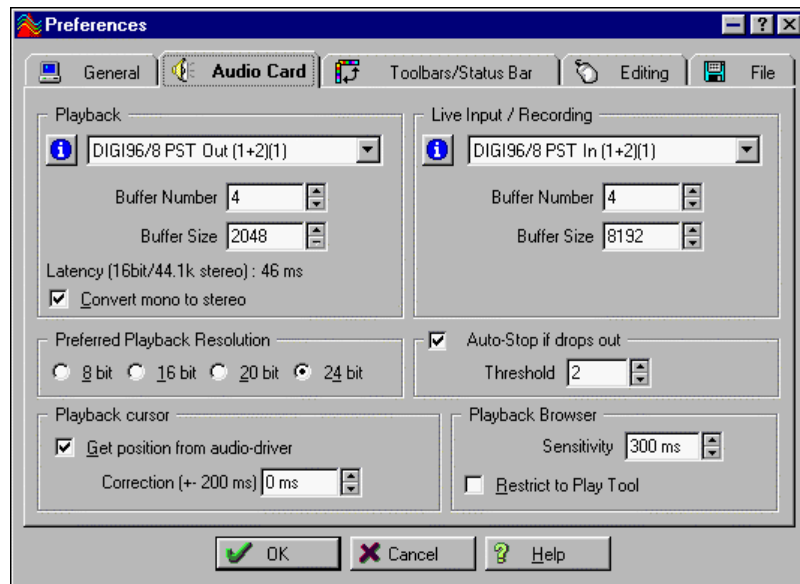 Preferences
General
Audio Card
Toolbars/Status Bar
Editing
File
Playback
DIGI96/8 PST Out (1+2)(1)
Buffer Number 4
Buffer Size 2048
Latency (16bit/44.1k stereo) : 46 ms
Convert mono to stereo
Live Input / Recording
DIGI96/8 PST In (1+2)(1)
Buffer Number 4
Buffer Size 8192
Preferred Playback Resolution
8 bit 16 bit 20 bit 24 bit
Auto-Stop if drops out
Threshold 2
Playback cursor
Get position from audio-driver
Correction (+- 200 ms) 0 ms
Playback Browser
Sensitivity 300 ms
Restrict to Play Tool
OK
Cancel
Help